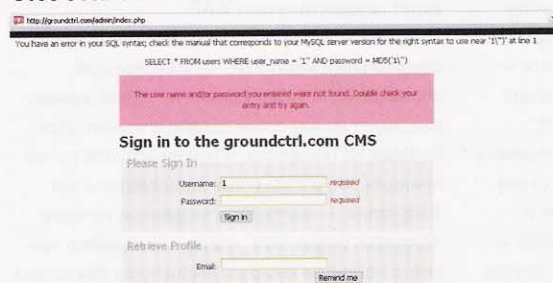 http://groundctrl.com/admin/index.php
You have an error in your SQL syntax; check the manual that corresponds to your MySQL server version for the right syntax to use near '1\")' at line 1
SELECT * FROM users WHERE user_name = '1'' AND password = MD5('1\'')
The user name and/or password you entered were not found. Double check your
entry and try again.
Sign in to the groundctrl.com CMS
Please Sign In
Username: 1 required
Password: required
Sign in
Retrieve Profile
Email:
Remind me